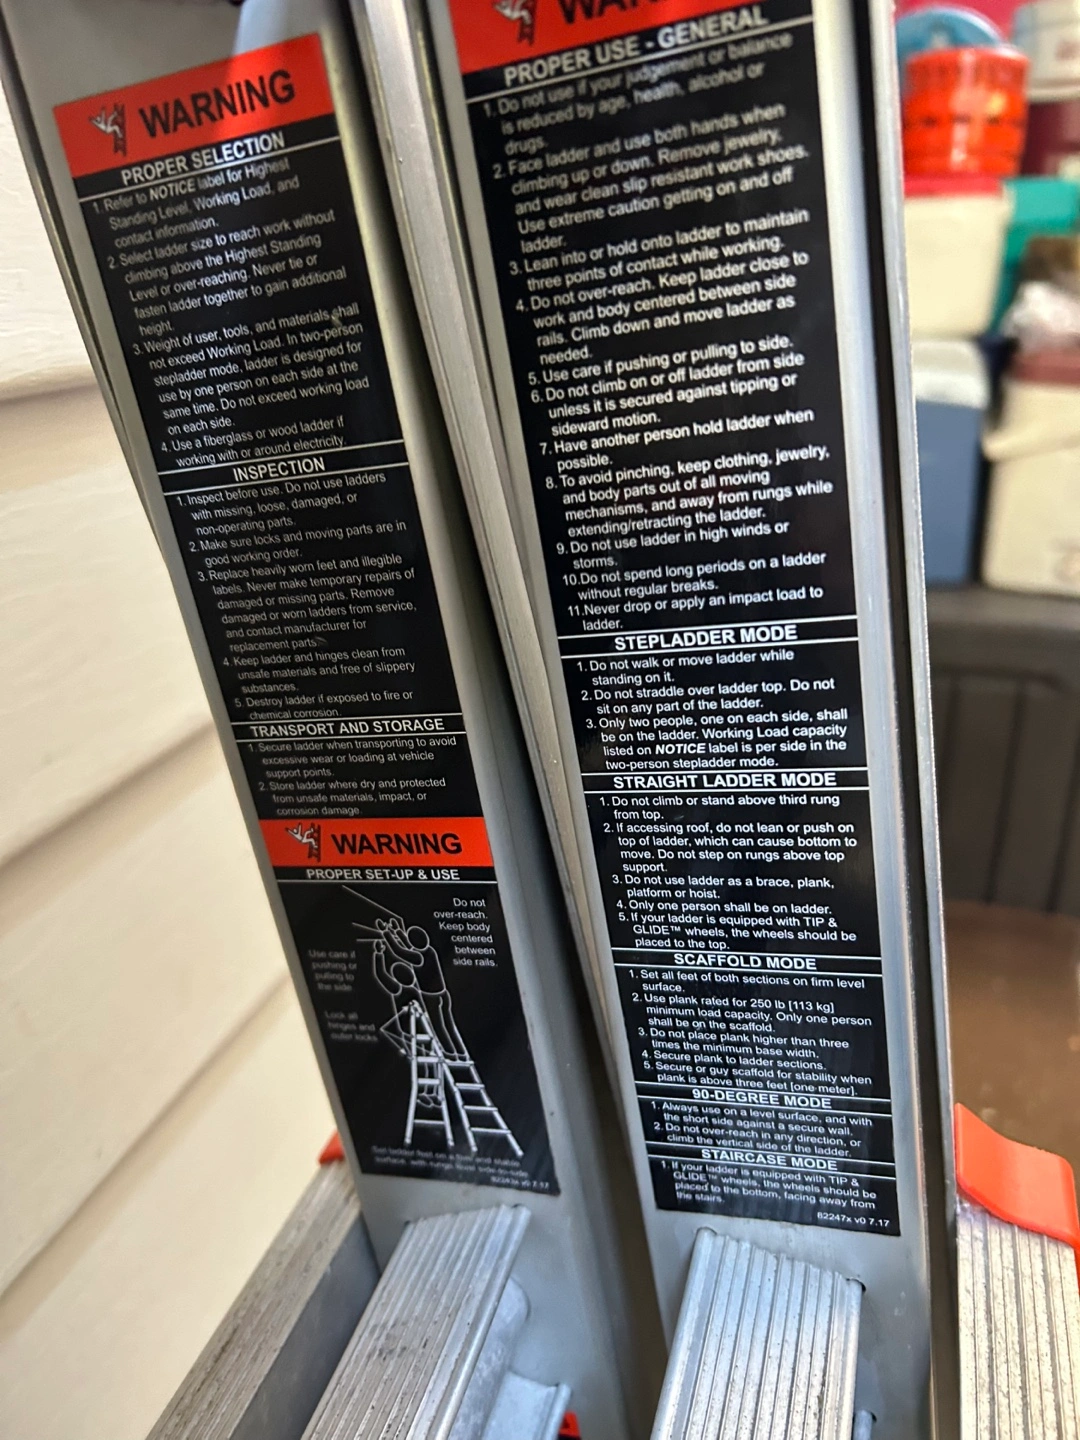 WARNING
PROPER SELECTION
1. Refer to NOTICE label for Highest
Standing Level, Working Load, and
contact information.
2. Select ladder size to reach work without
climbing above the Highest Standing
Level or over-reaching. Never tie or
fasten ladder together to gain additional
height.
3. Weight of user, tools, and materials shall
not exceed Working Load. In two-person
stepladder mode, ladder is designed for
use by one person on each side at the
same time. Do not exceed working load
on each side.
4. Use a fiberglass or wood ladder if
working with or around electricity.
INSPECTION
1. Inspect before use. Do not use ladders
with missing, loose, damaged, or
non-operating parts.
2. Make sure locks and moving parts are in
good working order.
3. Replace heavily worn feet and illegible
labels. Never make temporary repairs of
damaged or missing parts. Remove
damaged or worn ladders from service,
and contact manufacturer for
replacement parts.
4. Keep ladder and hinges clean from
unsafe materials and free of slippery
substances.
5. Destroy ladder if exposed to fire or
chemical corrosion.
TRANSPORT AND STORAGE
1. Secure ladder when transporting to avoid
excessive wear or loading at vehicle
support points.
2. Store ladder where dry and protected
from unsafe materials, impact, or
corrosion damage.
WARNING
PROPER SET-UP & USE
Do not
over-reach.
Keep body
centered
between
side rails.
Use care if
pushing or
pulling to
the side
Lock all
hinges and
outer locks
Set ladder feet on a firm and stable
surface, with rungs level side-to-side.
v0 7.17
WARNING
PROPER USE - GENERAL
1. Do not use if your judgement or balance
is reduced by age, health, alcohol or
drugs.
2. Face ladder and use both hands when
climbing up or down. Remove jewelry,
and wear clean slip resistant work shoes.
Use extreme caution getting on and off
ladder.
3. Lean into or hold onto ladder to maintain
three points of contact while working.
4. Do not over-reach. Keep ladder close to
work and body centered between side
rails. Climb down and move ladder as
needed.
5. Use care if pushing or pulling to side.
6. Do not climb on or off ladder from side
unless it is secured against tipping or
sideward motion.
7. Have another person hold ladder when
possible.
8. To avoid pinching, keep clothing, jewelry,
and body parts out of all moving
mechanisms, and away from rungs while
extending/retracting the ladder.
9. Do not use ladder in high winds or
storms.
10.Do not spend long periods on a ladder
without regular breaks.
11.Never drop or apply an impact load to
ladder.
STEPLADDER MODE
1. Do not walk or move ladder while
standing on it.
2. Do not straddle over ladder top. Do not
sit on any part of the ladder.
3. Only two people, one on each side, shall
be on the ladder. Working Load capacity
listed on NOTICE label is per side in the
two-person stepladder mode.
STRAIGHT LADDER MODE
1. Do not climb or stand above third rung
from top.
2. If accessing roof, do not lean or push on
top of ladder, which can cause bottom to
move. Do not step on rungs above top
support.
3. Do not use ladder as a brace, plank,
platform or hoist.
4. Only one person shall be on ladder.
5. If your ladder is equipped with TIP &
GLIDE™ wheels, the wheels should be
placed to the top.
SCAFFOLD MODE
1. Set all feet of both sections on firm level
surface.
2. Use plank rated for 250 lb [113 kg]
minimum load capacity. Only one person
shall be on the scaffold.
3. Do not place plank higher than three
times the minimum base width.
4. Secure plank to ladder sections.
5. Secure or guy scaffold for stability when
plank is above three feet [one meter].
90-DEGREE MODE
1. Always use on a level surface, and with
the short side against a secure wall.
2. Do not over-reach in any direction, or
climb the vertical side of the ladder.
STAIRCASE MODE
1. If your ladder is equipped with TIP &
GLIDE™ wheels, the wheels should be
placed to the bottom, facing away from
the stairs.
82247x v0 7.17